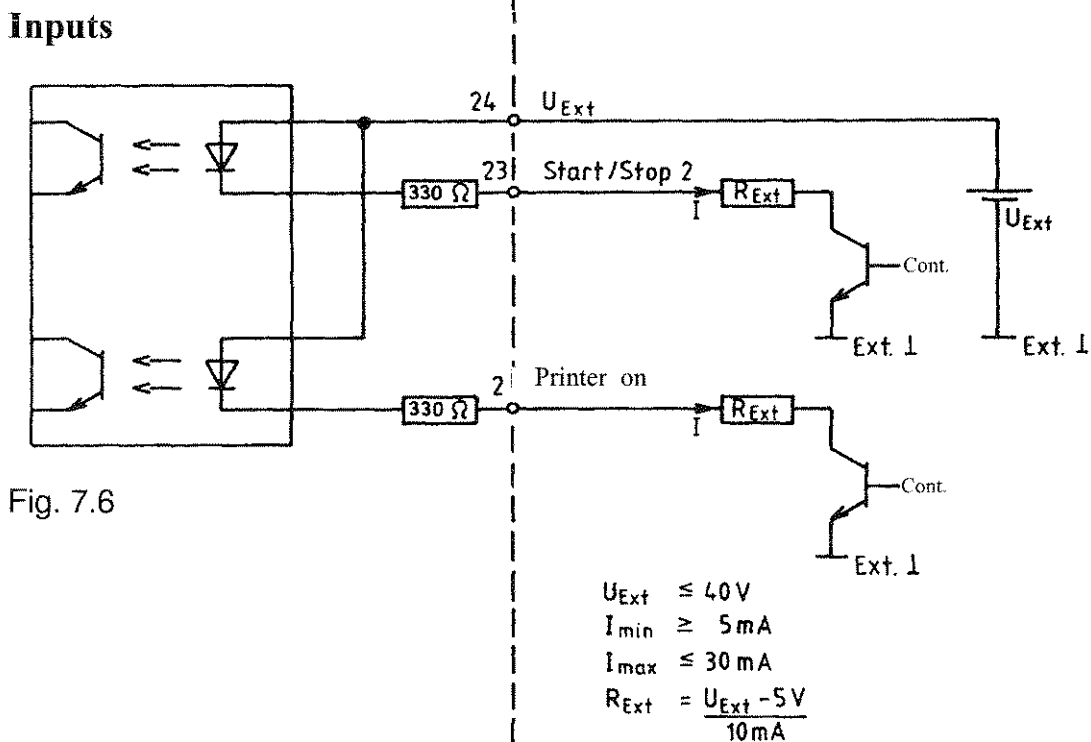 Inputs
24 U_Ext
23 Start/Stop 2
330 Ω
I
R_Ext
U_Ext
Cont.
Ext. ⊥
Ext. ⊥
2 Printer on
330 Ω
I
R_Ext
Cont.
Ext. ⊥
Fig. 7.6
U_Ext ≤ 40 V
I_min ≥ 5 mA
I_max ≤ 30 mA
R_Ext = U_Ext - 5 V
10 mA